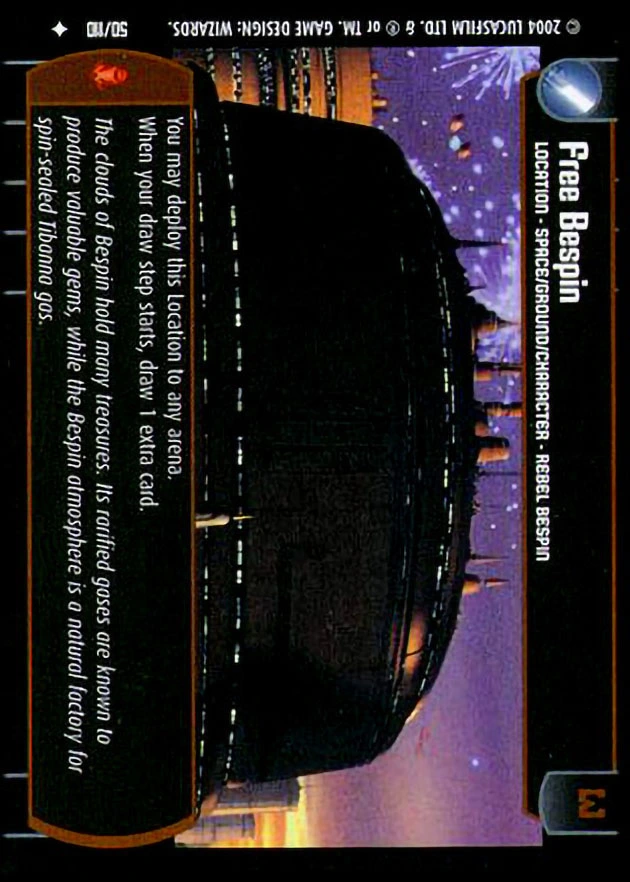 Free Bespin
LOCATION - SPACE/GROUND/CHARACTER - REBEL BESPIN
3
You may deploy this Location to any arena.
When your draw step starts, draw 1 extra card.
The clouds of Bespin hold many treasures. Its rarified gases are known to
produce valuable gems, while the Bespin atmosphere is a natural factory for
spin-sealed Tibanna gas.
© 2004 LUCASFILM LTD. & ® or TM. GAME DESIGN: WIZARDS.
50/110